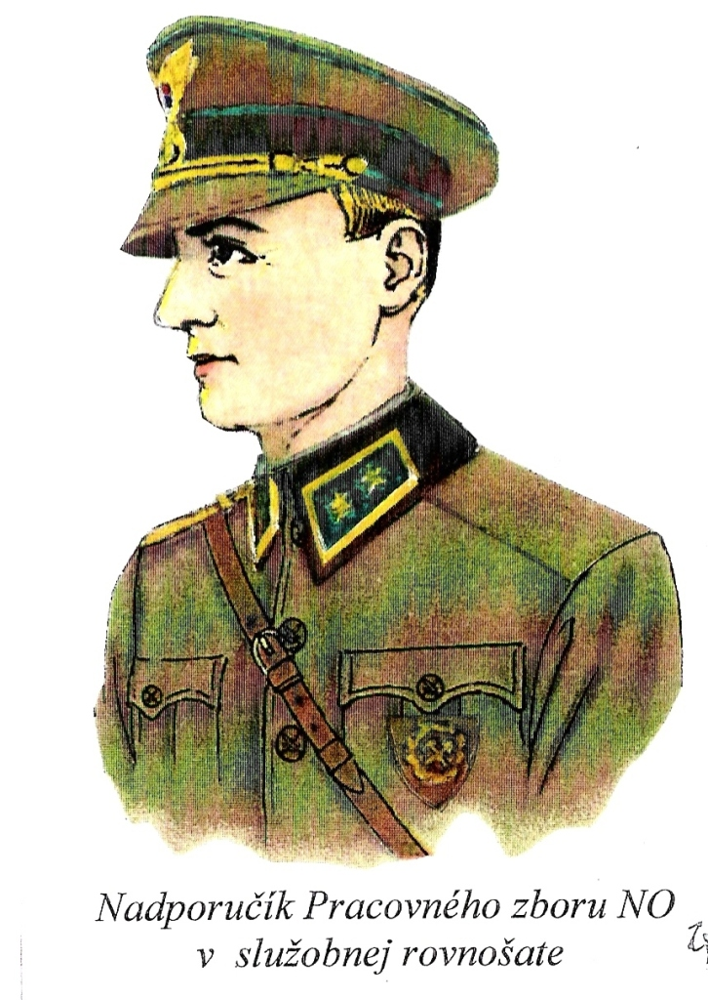 Nadporučík Pracovného zboru NO
v služobnej rovnošate